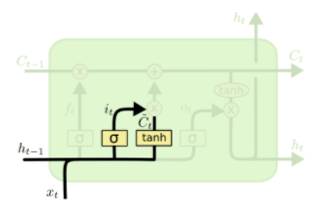 h_t
C_{t-1}
C_t
tanh
f_t
i_t
C̃_t
o_t
σ
σ
tanh
σ
h_{t-1}
h_t
x_t